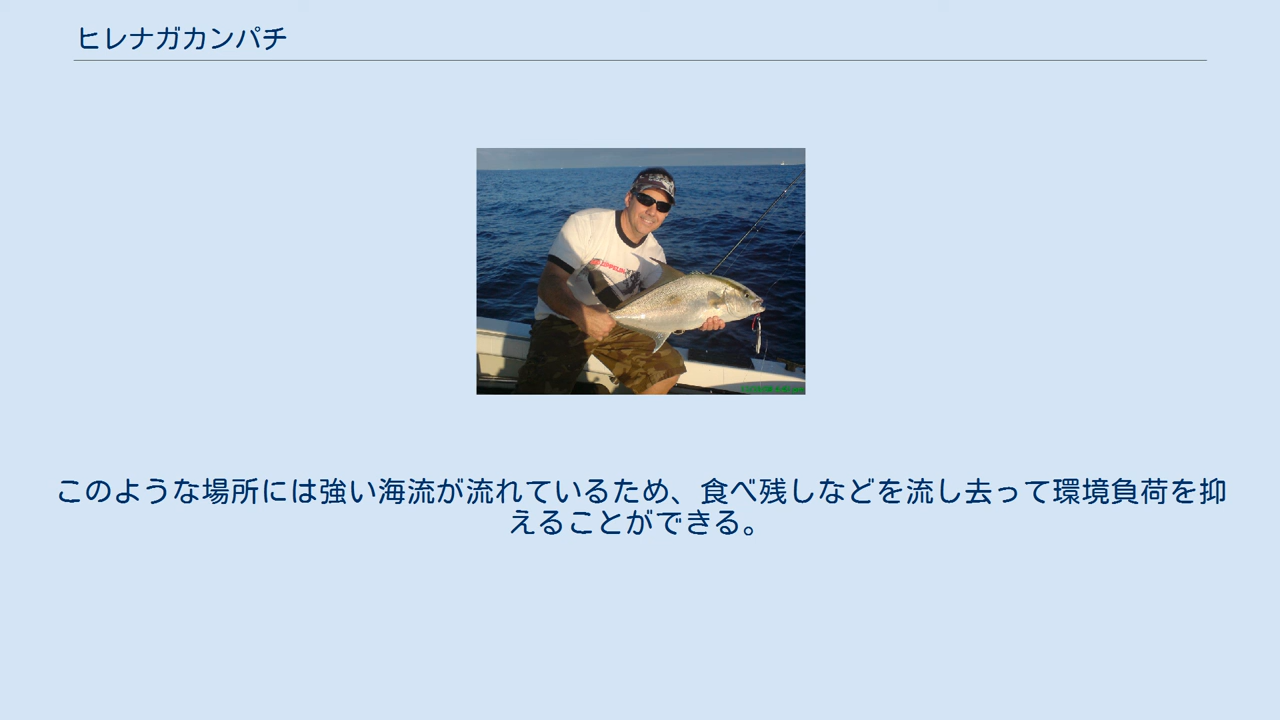 ヒレナガカンパチ
このような場所には強い海流が流れているため、食べ残しなどを流し去って環境負荷を抑
えることができる。